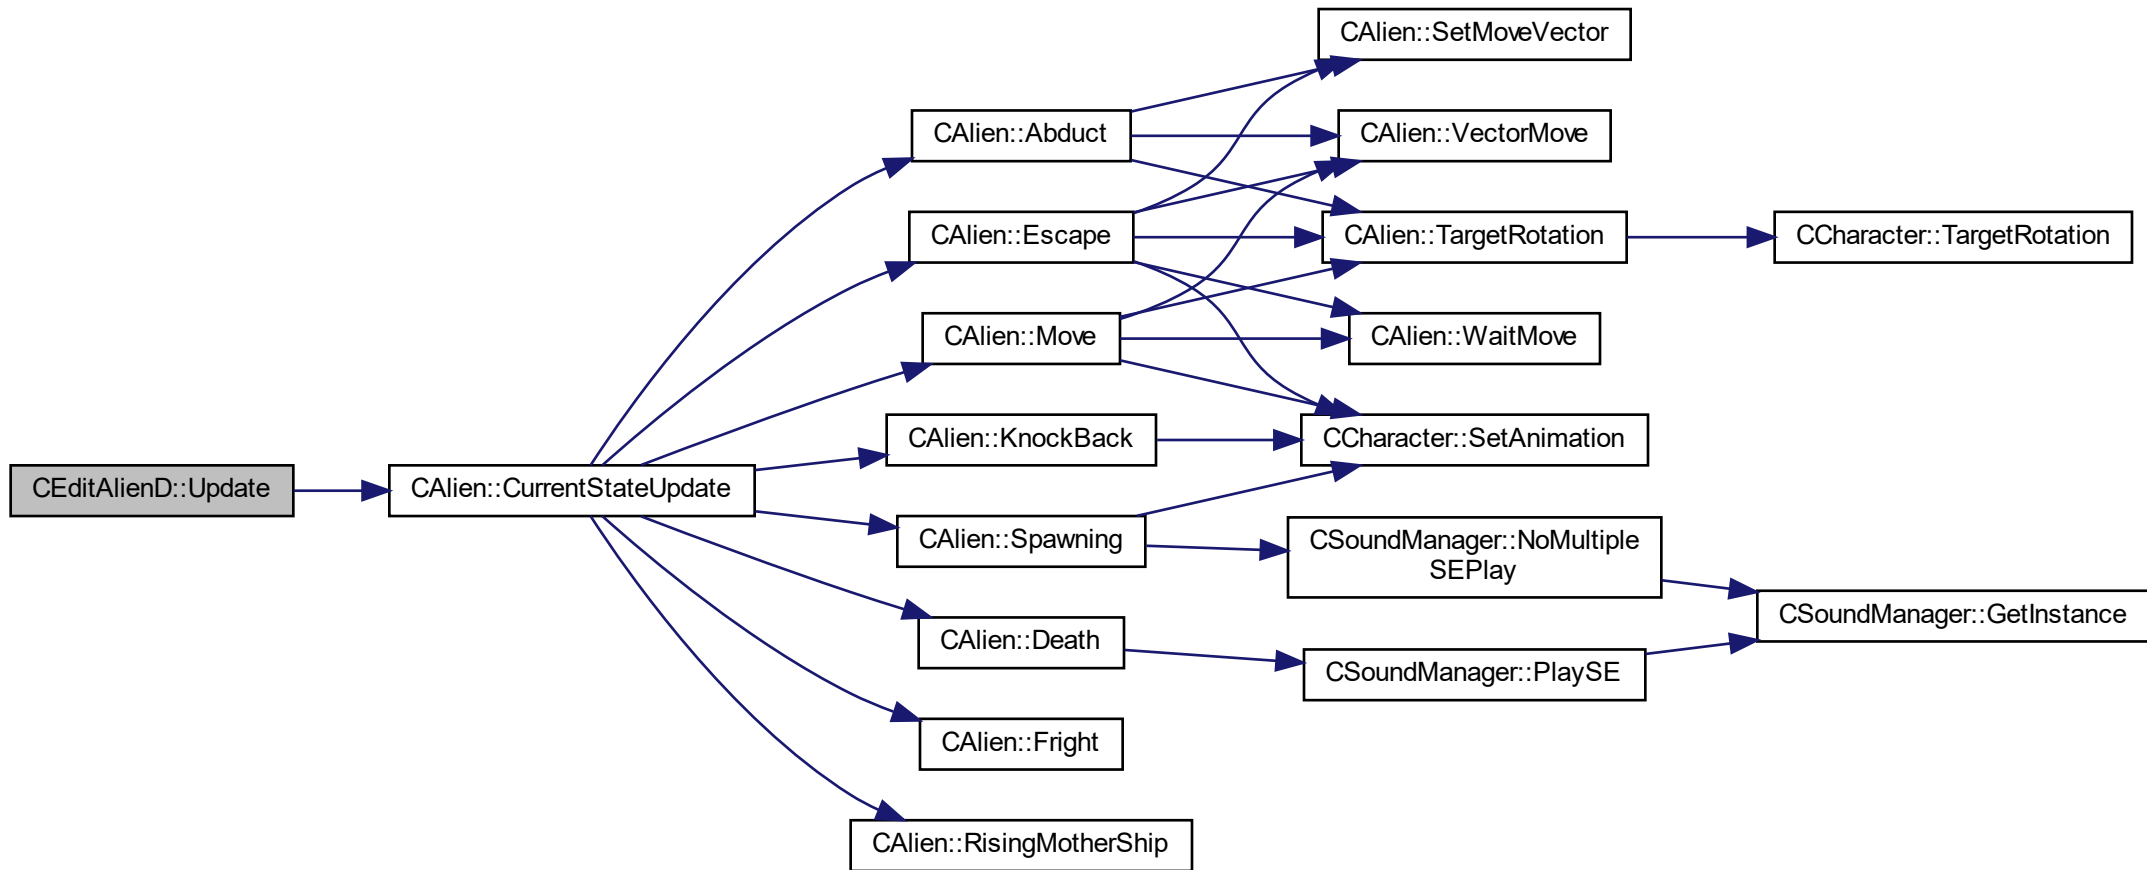 CEditAlienD::Update
CAlien::CurrentStateUpdate
CAlien::Abduct
CAlien::Escape
CAlien::Move
CAlien::KnockBack
CAlien::Spawning
CAlien::Death
CAlien::Fright
CAlien::RisingMotherShip
CAlien::SetMoveVector
CAlien::VectorMove
CAlien::TargetRotation
CAlien::WaitMove
CCharacter::SetAnimation
CSoundManager::NoMultiple
SEPlay
CSoundManager::PlaySE
CCharacter::TargetRotation
CSoundManager::GetInstance